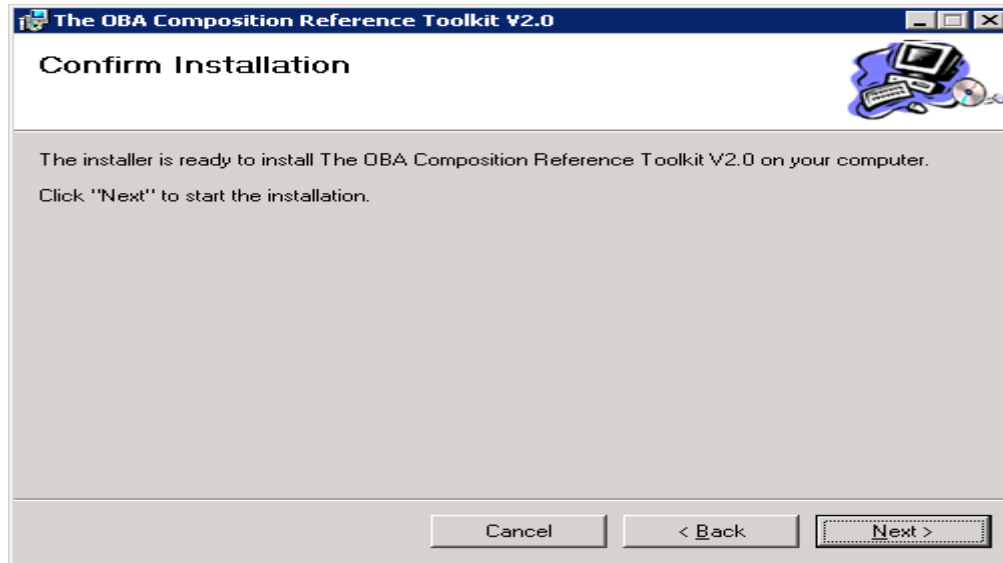 The OBA Composition Reference Toolkit V2.0
Confirm Installation
The installer is ready to install The OBA Composition Reference Toolkit V2.0 on your computer.
Click "Next" to start the installation.
Cancel
< Back
Next >